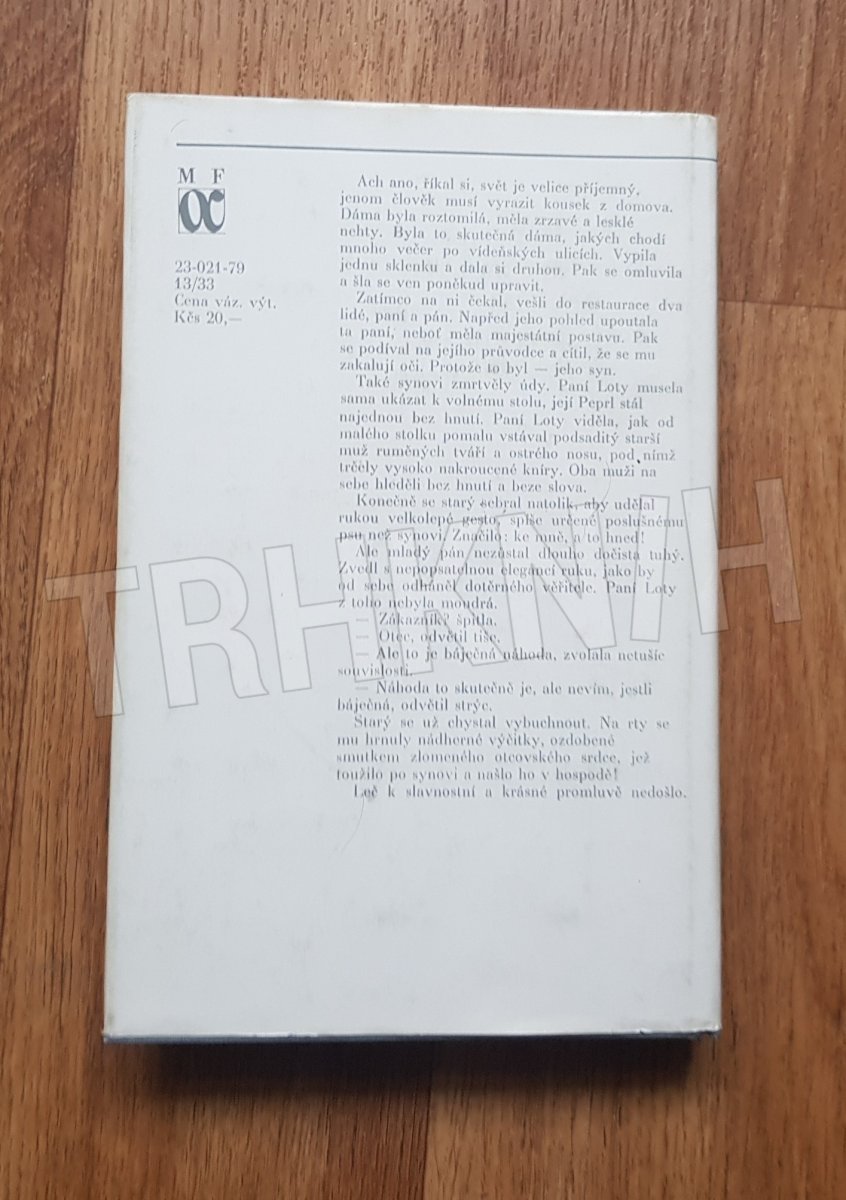 M F
23-021-79
13/33
Cena váz. výt.
Kčs 20,—
Ach ano, říkal si, svět je velice příjemný,
jenom člověk musí vyrazit kousek z domova.
Dáma byla roztomilá, měla zrzavé a lesklé
nehty. Byla to skutečná dáma, jakých chodí
mnoho večer po vídeňských ulicích. Vypila
jednu sklenku a dala si druhou. Pak se omluvila
a šla se ven poněkud upravit.
Zatímco na ni čekal, vešli do restaurace dva
lidé, paní a pán. Napřed jeho pohled upoutala
ta paní, neboť měla majestátní postavu. Pak
se podíval na jejího průvodce a cítil, že se mu
zakalují oči. Protože to byl — jeho syn.
Také synovi zmrtvěly údy. Paní Loty musela
sama ukázat k volnému stolu, její Peprl stál
najednou bez hnutí. Paní Loty viděla, jak od
malého stolku pomalu vstával podsaditý starší
muž ruměných tváří a ostrého nosu, pod nímž
trčely vysoko nakroucené kníry. Oba muži na
sebe hleděli bez hnutí a beze slova.
Konečně se starý sebral natolik, aby udělal
rukou velkolepé gesto, spíše určené poslušnému
psu než synovi. Značilo: ke mně, a to hned!
Ale mladý pán nezůstal dlouho dočista tuhý.
Zvedl s nepopsatelnou elegancí ruku, jako by
od sebe odháněl dotěrného věřitele. Paní Loty
z toho nebyla moudrá.
— Zákazník? špitla.
— Otec, odvětil tiše.
— Ale to je báječná náhoda, zvolala netušíc
souvislosti.
— Náhoda to skutečně je, ale nevím, jestli
báječná, odvětil strýc.
Starý se už chystal vybuchnout. Na rty se
mu hrnuly nádherné výčitky, ozdobené
smutkem zlomeného otcovského srdce, jež
toužilo po synovi a našlo ho v hospodě!
Leč k slavnostní a krásné promluvě nedošlo.
TRHKNIH